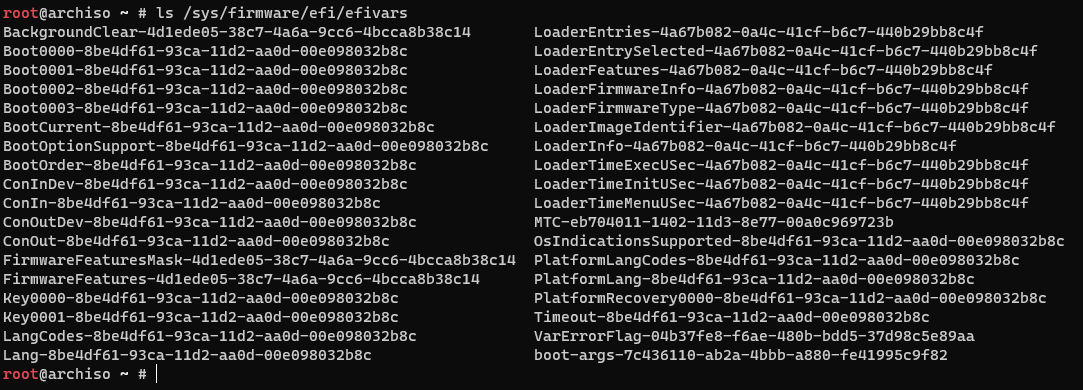 root@archiso ~ # ls /sys/firmware/efi/efivars
BackgroundClear-4d1ede05-38c7-4a6a-9cc6-4bcca8b38c14 LoaderEntries-4a67b082-0a4c-41cf-b6c7-440b29bb8c4f
Boot0000-8be4df61-93ca-11d2-aa0d-00e098032b8c LoaderEntrySelected-4a67b082-0a4c-41cf-b6c7-440b29bb8c4f
Boot0001-8be4df61-93ca-11d2-aa0d-00e098032b8c LoaderFeatures-4a67b082-0a4c-41cf-b6c7-440b29bb8c4f
Boot0002-8be4df61-93ca-11d2-aa0d-00e098032b8c LoaderFirmwareInfo-4a67b082-0a4c-41cf-b6c7-440b29bb8c4f
Boot0003-8be4df61-93ca-11d2-aa0d-00e098032b8c LoaderFirmwareType-4a67b082-0a4c-41cf-b6c7-440b29bb8c4f
BootCurrent-8be4df61-93ca-11d2-aa0d-00e098032b8c LoaderImageIdentifier-4a67b082-0a4c-41cf-b6c7-440b29bb8c4f
BootOptionSupport-8be4df61-93ca-11d2-aa0d-00e098032b8c LoaderInfo-4a67b082-0a4c-41cf-b6c7-440b29bb8c4f
BootOrder-8be4df61-93ca-11d2-aa0d-00e098032b8c LoaderTimeExecUSec-4a67b082-0a4c-41cf-b6c7-440b29bb8c4f
ConInDev-8be4df61-93ca-11d2-aa0d-00e098032b8c LoaderTimeInitUSec-4a67b082-0a4c-41cf-b6c7-440b29bb8c4f
ConIn-8be4df61-93ca-11d2-aa0d-00e098032b8c LoaderTimeMenuUSec-4a67b082-0a4c-41cf-b6c7-440b29bb8c4f
ConOutDev-8be4df61-93ca-11d2-aa0d-00e098032b8c MTC-eb704011-1402-11d3-8e77-00a0c969723b
ConOut-8be4df61-93ca-11d2-aa0d-00e098032b8c OsIndicationsSupported-8be4df61-93ca-11d2-aa0d-00e098032b8c
FirmwareFeaturesMask-4d1ede05-38c7-4a6a-9cc6-4bcca8b38c14 PlatformLangCodes-8be4df61-93ca-11d2-aa0d-00e098032b8c
FirmwareFeatures-4d1ede05-38c7-4a6a-9cc6-4bcca8b38c14 PlatformLang-8be4df61-93ca-11d2-aa0d-00e098032b8c
Key0000-8be4df61-93ca-11d2-aa0d-00e098032b8c PlatformRecovery0000-8be4df61-93ca-11d2-aa0d-00e098032b8c
Key0001-8be4df61-93ca-11d2-aa0d-00e098032b8c Timeout-8be4df61-93ca-11d2-aa0d-00e098032b8c
LangCodes-8be4df61-93ca-11d2-aa0d-00e098032b8c VarErrorFlag-04b37fe8-f6ae-480b-bdd5-37d98c5e89aa
Lang-8be4df61-93ca-11d2-aa0d-00e098032b8c boot-args-7c436110-ab2a-4bbb-a880-fe41995c9f82
root@archiso ~ #